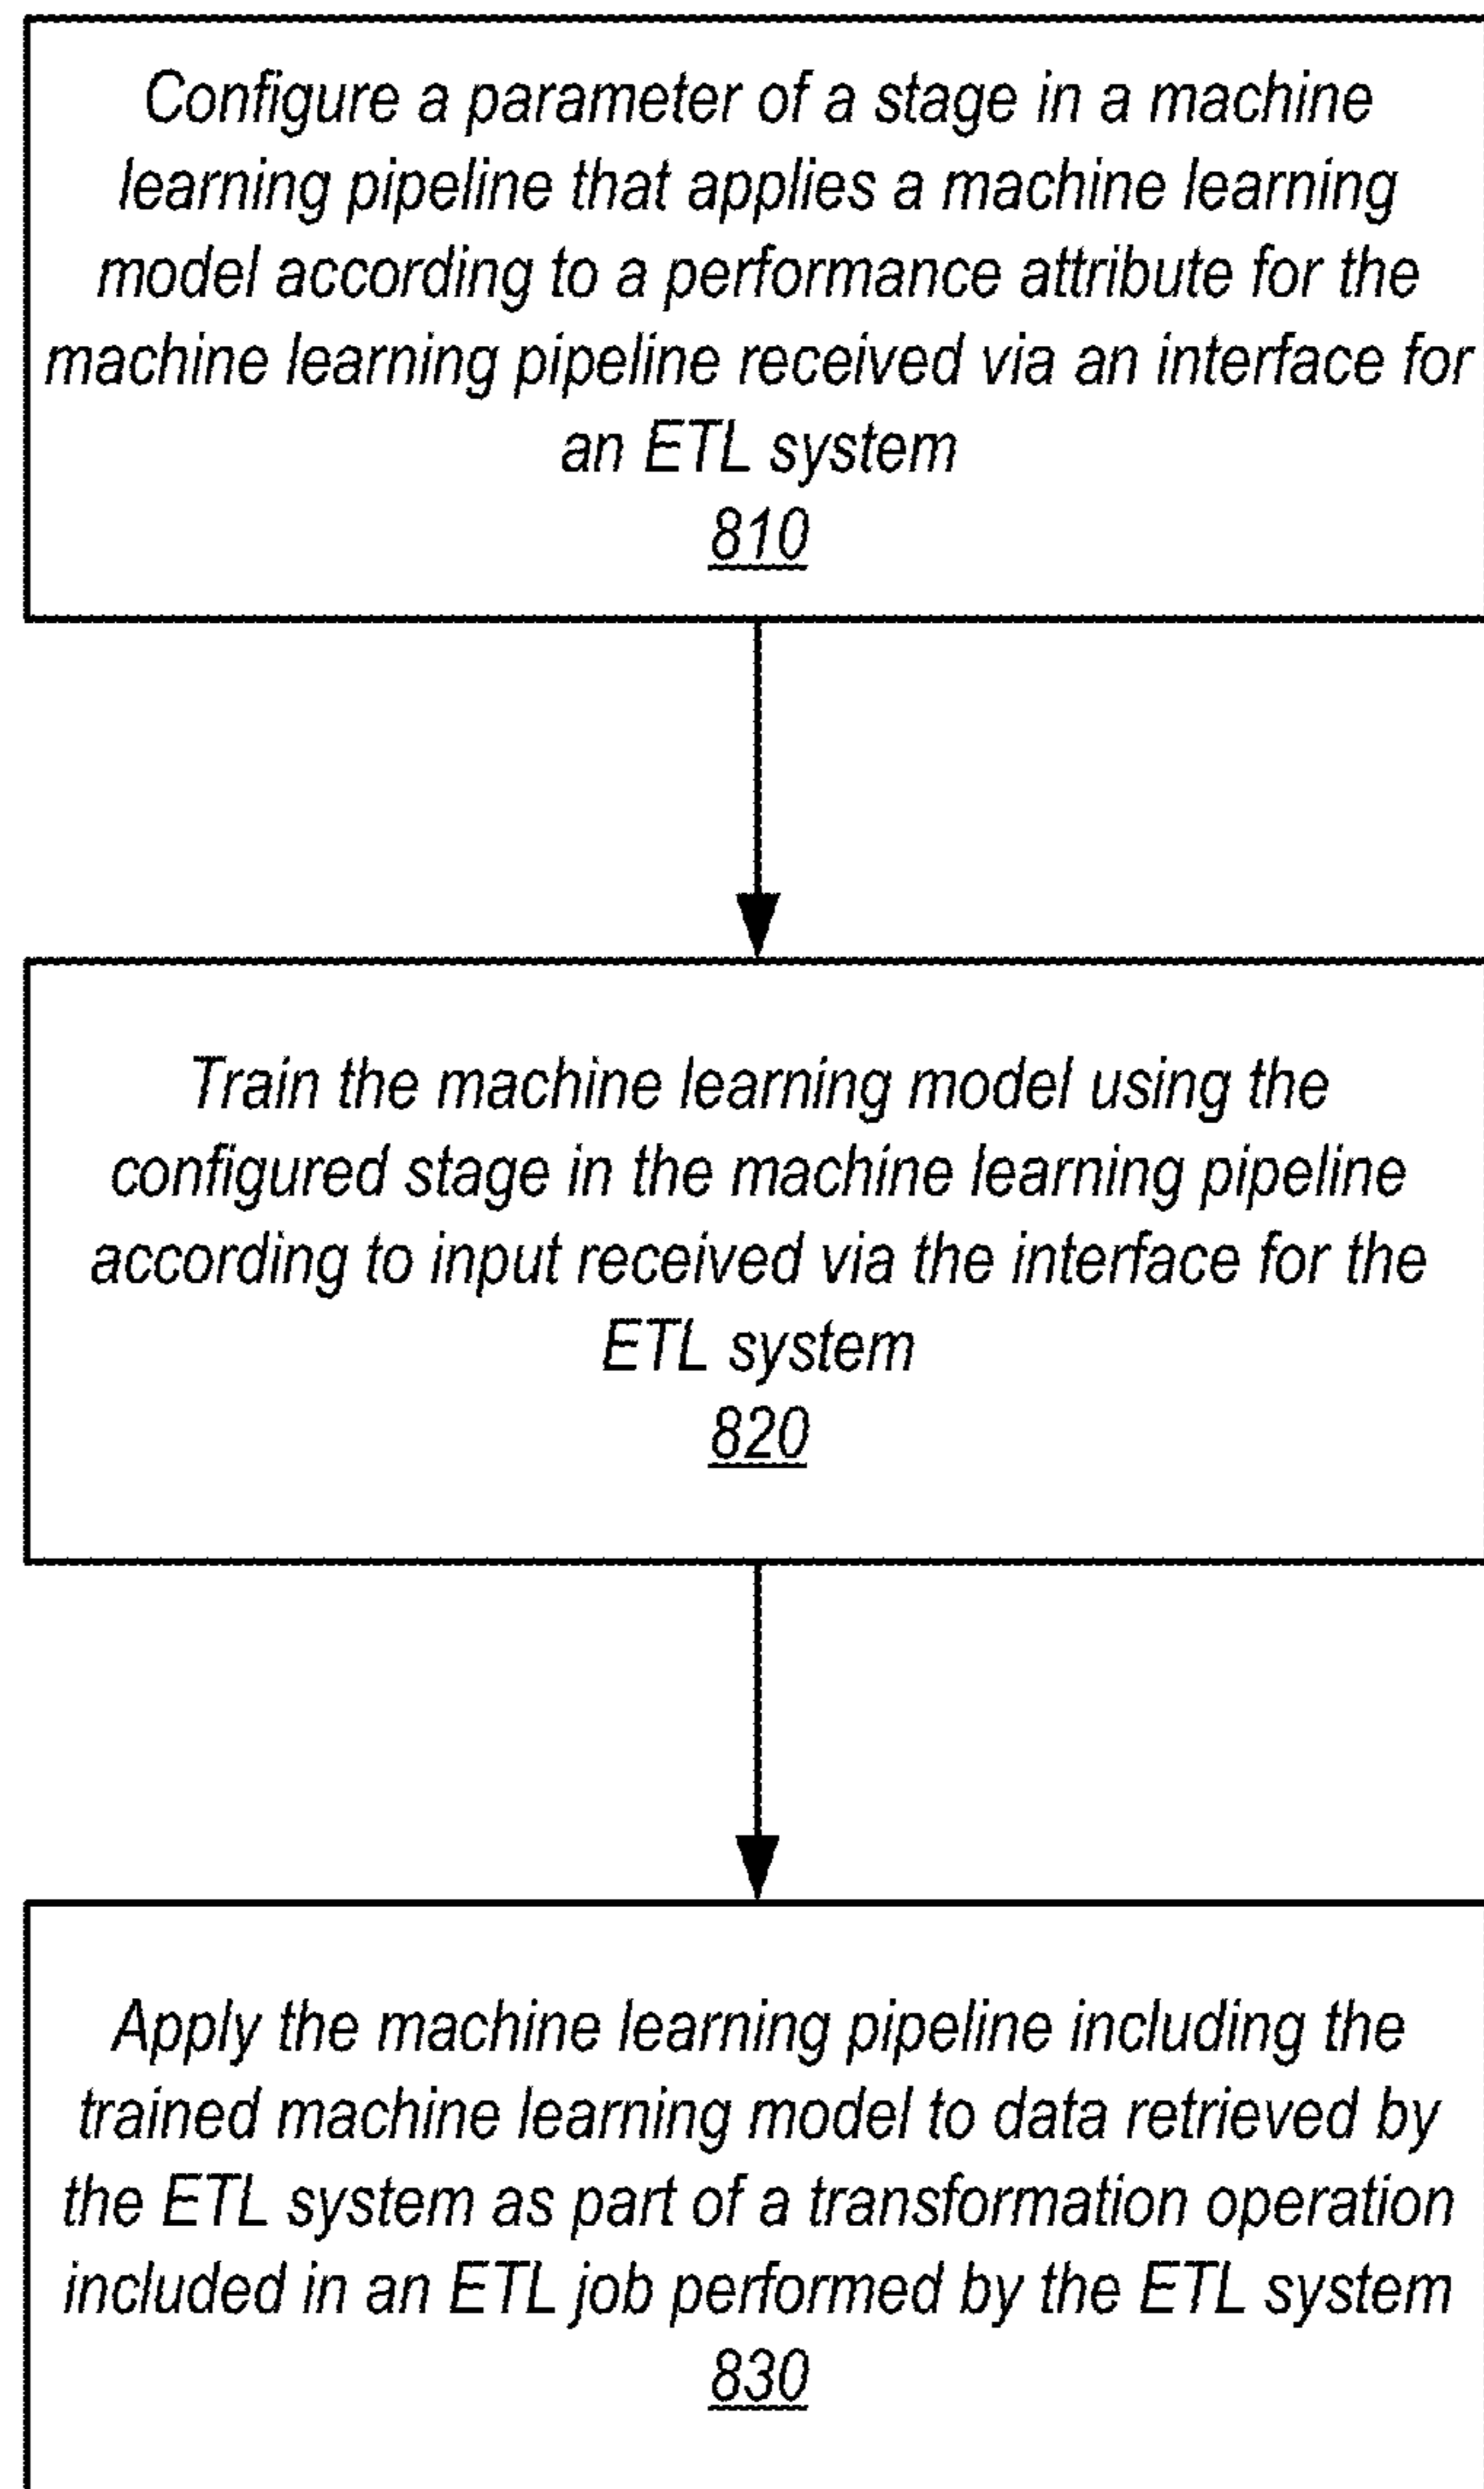 Configure a parameter of a stage in a machine
learning pipeline that applies a machine learning
model according to a performance attribute for the
machine learning pipeline received via an interface for
an ETL system
810
Train the machine learning model using the
configured stage in the machine learning pipeline
according to input received via the interface for the
ETL system
820
Apply the machine learning pipeline including the
trained machine learning model to data retrieved by
the ETL system as part of a transformation operation
included in an ETL job performed by the ETL system
830